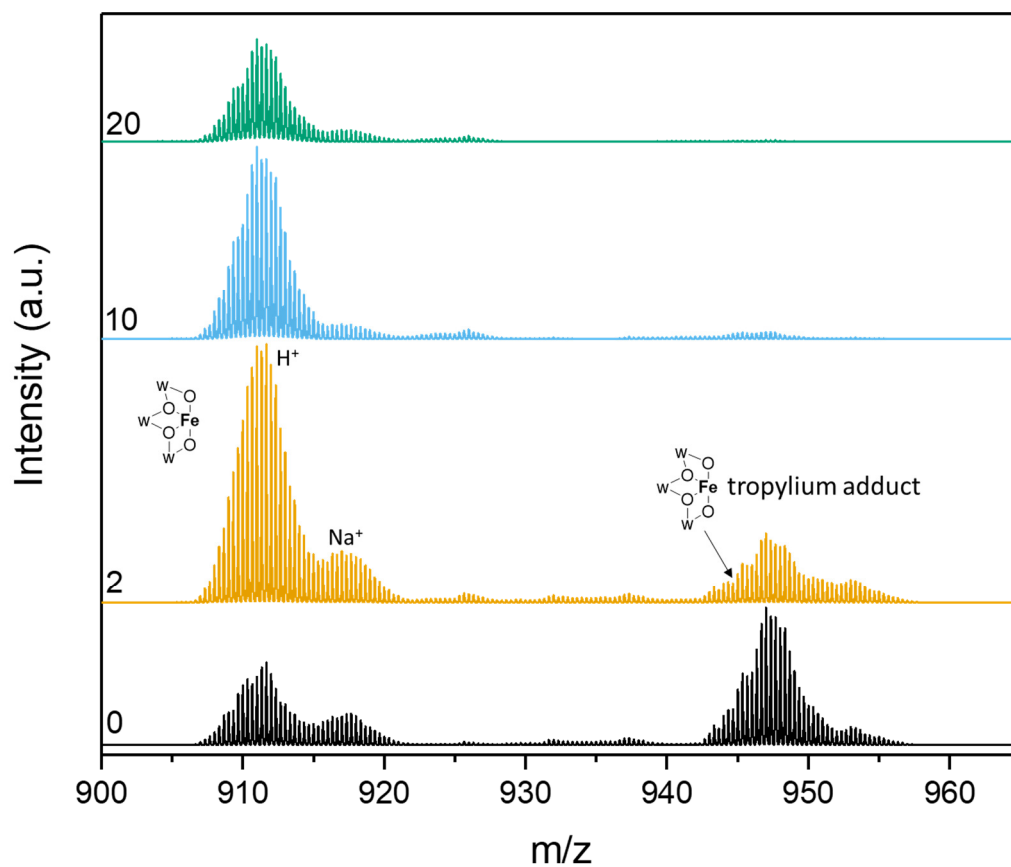 20
10
H⁺
W O
O
W Fe
O
W O
Na⁺
W O
O
W Fe tropylium adduct
O
W O
2
0
Intensity (a.u.)
900 910 920 930 940 950 960
m/z